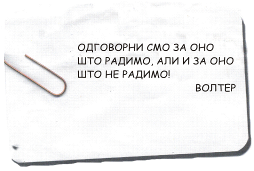 ОДГОВОРНИ СМО ЗА ОНО
ШТО РАДИМО, АЛИ И ЗА ОНО
ШТО НЕ РАДИМО!
ВОЛТЕР